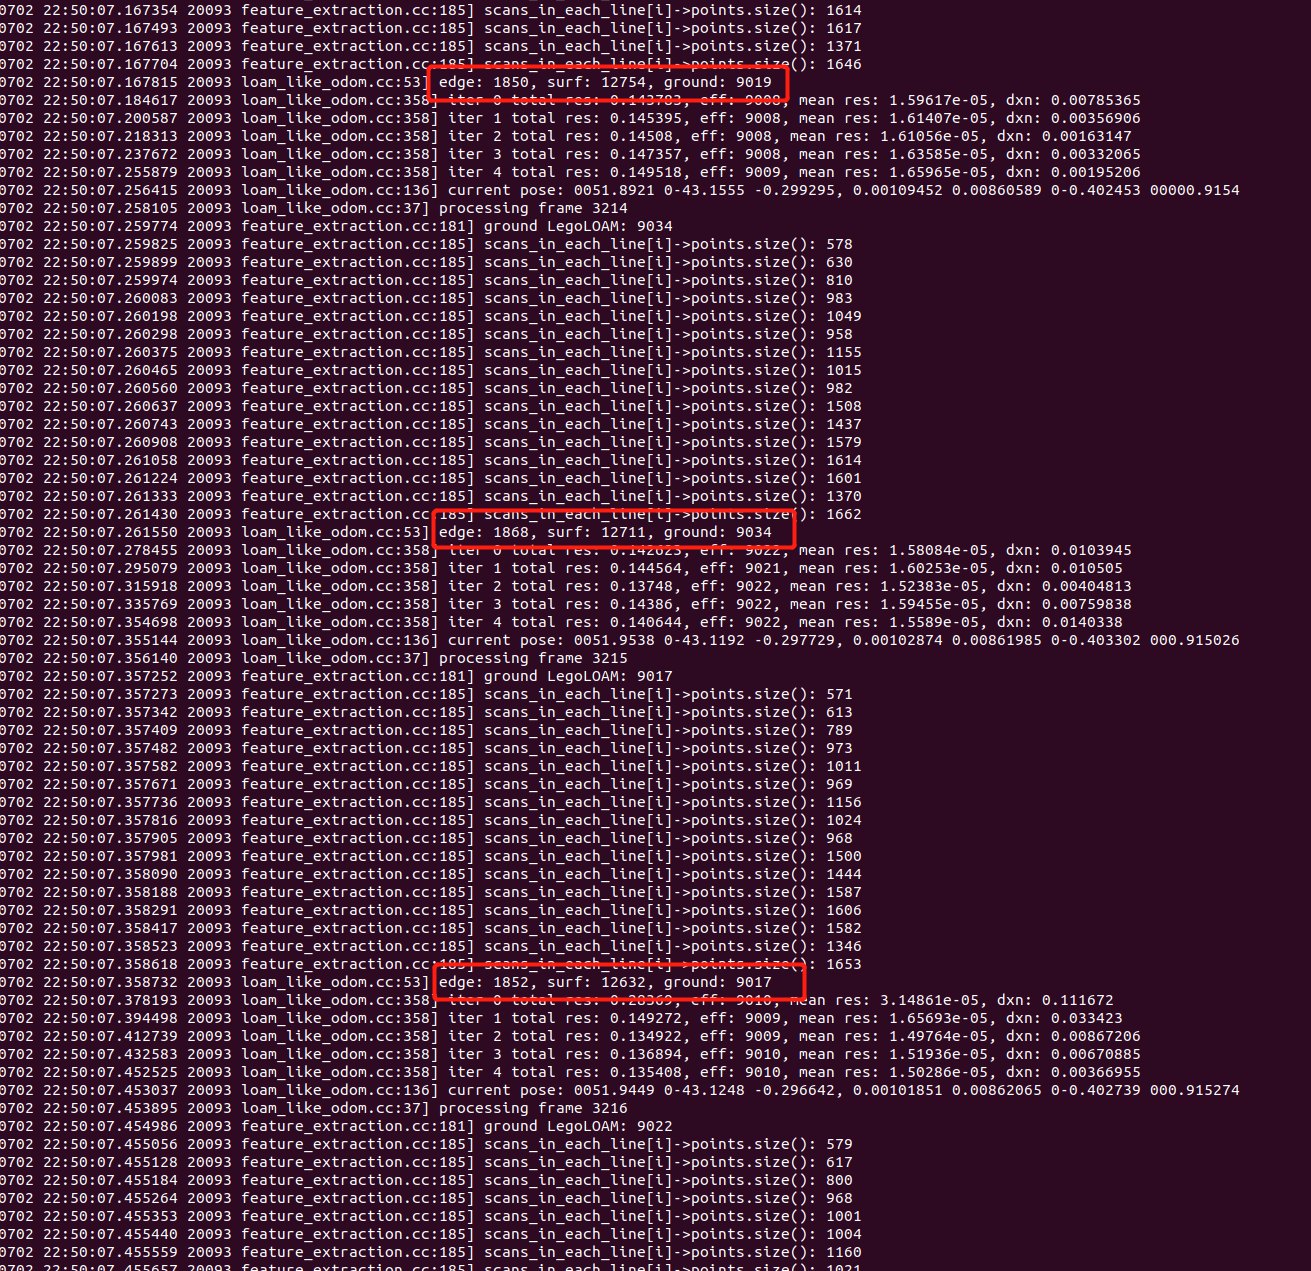 0702 22:50:07.167354 20093 feature_extraction.cc:185] scans_in_each_line[i]->points.size(): 1614
0702 22:50:07.167493 20093 feature_extraction.cc:185] scans_in_each_line[i]->points.size(): 1617
0702 22:50:07.167613 20093 feature_extraction.cc:185] scans_in_each_line[i]->points.size(): 1371
0702 22:50:07.167704 20093 feature_extraction.cc:185] scans_in_each_line[i]->points.size(): 1646
0702 22:50:07.167815 20093 loam_like_odom.cc:53] edge: 1850, surf: 12754, ground: 9019
0702 22:50:07.184617 20093 loam_like_odom.cc:358] iter 0 total res: 0.143783, eff: 9008, mean res: 1.59617e-05, dxn: 0.00785365
0702 22:50:07.200587 20093 loam_like_odom.cc:358] iter 1 total res: 0.145395, eff: 9008, mean res: 1.61407e-05, dxn: 0.00356906
0702 22:50:07.218313 20093 loam_like_odom.cc:358] iter 2 total res: 0.14508, eff: 9008, mean res: 1.61056e-05, dxn: 0.00163147
0702 22:50:07.237672 20093 loam_like_odom.cc:358] iter 3 total res: 0.147357, eff: 9008, mean res: 1.63585e-05, dxn: 0.00332065
0702 22:50:07.255879 20093 loam_like_odom.cc:358] iter 4 total res: 0.149518, eff: 9009, mean res: 1.65965e-05, dxn: 0.00195206
0702 22:50:07.256415 20093 loam_like_odom.cc:136] current pose: 0051.8921 0-43.1555 -0.299295, 0.00109452 0.00860589 0-0.402453 00000.9154
0702 22:50:07.258105 20093 loam_like_odom.cc:37] processing frame 3214
0702 22:50:07.259774 20093 feature_extraction.cc:181] ground LegoLOAM: 9034
0702 22:50:07.259825 20093 feature_extraction.cc:185] scans_in_each_line[i]->points.size(): 578
0702 22:50:07.259899 20093 feature_extraction.cc:185] scans_in_each_line[i]->points.size(): 630
0702 22:50:07.259974 20093 feature_extraction.cc:185] scans_in_each_line[i]->points.size(): 810
0702 22:50:07.260083 20093 feature_extraction.cc:185] scans_in_each_line[i]->points.size(): 983
0702 22:50:07.260198 20093 feature_extraction.cc:185] scans_in_each_line[i]->points.size(): 1049
0702 22:50:07.260298 20093 feature_extraction.cc:185] scans_in_each_line[i]->points.size(): 958
0702 22:50:07.260375 20093 feature_extraction.cc:185] scans_in_each_line[i]->points.size(): 1155
0702 22:50:07.260465 20093 feature_extraction.cc:185] scans_in_each_line[i]->points.size(): 1015
0702 22:50:07.260560 20093 feature_extraction.cc:185] scans_in_each_line[i]->points.size(): 982
0702 22:50:07.260637 20093 feature_extraction.cc:185] scans_in_each_line[i]->points.size(): 1508
0702 22:50:07.260743 20093 feature_extraction.cc:185] scans_in_each_line[i]->points.size(): 1437
0702 22:50:07.260908 20093 feature_extraction.cc:185] scans_in_each_line[i]->points.size(): 1579
0702 22:50:07.261058 20093 feature_extraction.cc:185] scans_in_each_line[i]->points.size(): 1614
0702 22:50:07.261224 20093 feature_extraction.cc:185] scans_in_each_line[i]->points.size(): 1601
0702 22:50:07.261333 20093 feature_extraction.cc:185] scans_in_each_line[i]->points.size(): 1370
0702 22:50:07.261430 20093 feature_extraction.cc:185] scans_in_each_line[i]->points.size(): 1662
0702 22:50:07.261550 20093 loam_like_odom.cc:53] edge: 1868, surf: 12711, ground: 9034
0702 22:50:07.278455 20093 loam_like_odom.cc:358] iter 0 total res: 0.142623, eff: 9022, mean res: 1.58084e-05, dxn: 0.0103945
0702 22:50:07.295079 20093 loam_like_odom.cc:358] iter 1 total res: 0.144564, eff: 9021, mean res: 1.60253e-05, dxn: 0.010505
0702 22:50:07.315918 20093 loam_like_odom.cc:358] iter 2 total res: 0.13748, eff: 9022, mean res: 1.52383e-05, dxn: 0.00404813
0702 22:50:07.335769 20093 loam_like_odom.cc:358] iter 3 total res: 0.14386, eff: 9022, mean res: 1.59455e-05, dxn: 0.00759838
0702 22:50:07.354698 20093 loam_like_odom.cc:358] iter 4 total res: 0.140644, eff: 9022, mean res: 1.5589e-05, dxn: 0.0140338
0702 22:50:07.355144 20093 loam_like_odom.cc:136] current pose: 0051.9538 0-43.1192 -0.297729, 0.00102874 0.00861985 0-0.403302 000.915026
0702 22:50:07.356140 20093 loam_like_odom.cc:37] processing frame 3215
0702 22:50:07.357252 20093 feature_extraction.cc:181] ground LegoLOAM: 9017
0702 22:50:07.357273 20093 feature_extraction.cc:185] scans_in_each_line[i]->points.size(): 571
0702 22:50:07.357342 20093 feature_extraction.cc:185] scans_in_each_line[i]->points.size(): 613
0702 22:50:07.357409 20093 feature_extraction.cc:185] scans_in_each_line[i]->points.size(): 789
0702 22:50:07.357482 20093 feature_extraction.cc:185] scans_in_each_line[i]->points.size(): 973
0702 22:50:07.357582 20093 feature_extraction.cc:185] scans_in_each_line[i]->points.size(): 1011
0702 22:50:07.357671 20093 feature_extraction.cc:185] scans_in_each_line[i]->points.size(): 969
0702 22:50:07.357736 20093 feature_extraction.cc:185] scans_in_each_line[i]->points.size(): 1156
0702 22:50:07.357816 20093 feature_extraction.cc:185] scans_in_each_line[i]->points.size(): 1024
0702 22:50:07.357905 20093 feature_extraction.cc:185] scans_in_each_line[i]->points.size(): 968
0702 22:50:07.357981 20093 feature_extraction.cc:185] scans_in_each_line[i]->points.size(): 1500
0702 22:50:07.358090 20093 feature_extraction.cc:185] scans_in_each_line[i]->points.size(): 1444
0702 22:50:07.358188 20093 feature_extraction.cc:185] scans_in_each_line[i]->points.size(): 1587
0702 22:50:07.358291 20093 feature_extraction.cc:185] scans_in_each_line[i]->points.size(): 1606
0702 22:50:07.358417 20093 feature_extraction.cc:185] scans_in_each_line[i]->points.size(): 1582
0702 22:50:07.358523 20093 feature_extraction.cc:185] scans_in_each_line[i]->points.size(): 1346
0702 22:50:07.358618 20093 feature_extraction.cc:185] scans_in_each_line[i]->points.size(): 1653
0702 22:50:07.358732 20093 loam_like_odom.cc:53] edge: 1852, surf: 12632, ground: 9017
0702 22:50:07.378193 20093 loam_like_odom.cc:358] iter 0 total res: 0.28369, eff: 9010, mean res: 3.14861e-05, dxn: 0.111672
0702 22:50:07.394498 20093 loam_like_odom.cc:358] iter 1 total res: 0.149272, eff: 9009, mean res: 1.65693e-05, dxn: 0.033423
0702 22:50:07.412739 20093 loam_like_odom.cc:358] iter 2 total res: 0.134922, eff: 9009, mean res: 1.49764e-05, dxn: 0.00867206
0702 22:50:07.432583 20093 loam_like_odom.cc:358] iter 3 total res: 0.136894, eff: 9010, mean res: 1.51936e-05, dxn: 0.00670885
0702 22:50:07.452525 20093 loam_like_odom.cc:358] iter 4 total res: 0.135408, eff: 9010, mean res: 1.50286e-05, dxn: 0.00366955
0702 22:50:07.453037 20093 loam_like_odom.cc:136] current pose: 0051.9449 0-43.1248 -0.296642, 0.00101851 0.00862065 0-0.402739 000.915274
0702 22:50:07.453895 20093 loam_like_odom.cc:37] processing frame 3216
0702 22:50:07.454986 20093 feature_extraction.cc:181] ground LegoLOAM: 9022
0702 22:50:07.455056 20093 feature_extraction.cc:185] scans_in_each_line[i]->points.size(): 579
0702 22:50:07.455128 20093 feature_extraction.cc:185] scans_in_each_line[i]->points.size(): 617
0702 22:50:07.455184 20093 feature_extraction.cc:185] scans_in_each_line[i]->points.size(): 800
0702 22:50:07.455264 20093 feature_extraction.cc:185] scans_in_each_line[i]->points.size(): 968
0702 22:50:07.455353 20093 feature_extraction.cc:185] scans_in_each_line[i]->points.size(): 1001
0702 22:50:07.455440 20093 feature_extraction.cc:185] scans_in_each_line[i]->points.size(): 1004
0702 22:50:07.455559 20093 feature_extraction.cc:185] scans_in_each_line[i]->points.size(): 1160
0702 22:50:07.455657 20093 feature_extraction.cc:185] scans_in_each_line[i]->points.size(): 1021